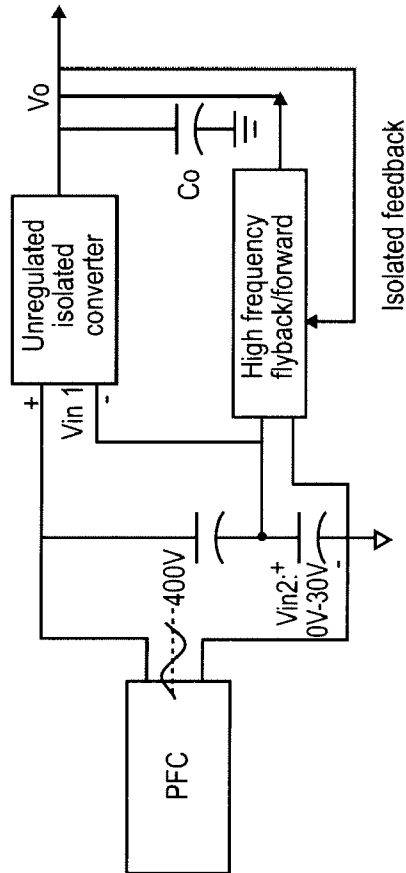 PFC
400V
Vin2:+
0V-30V
-
+
Vin 1
-
Unregulated
isolated
converter
High frequency
flyback/forward
Vo
Co
Isolated feedback